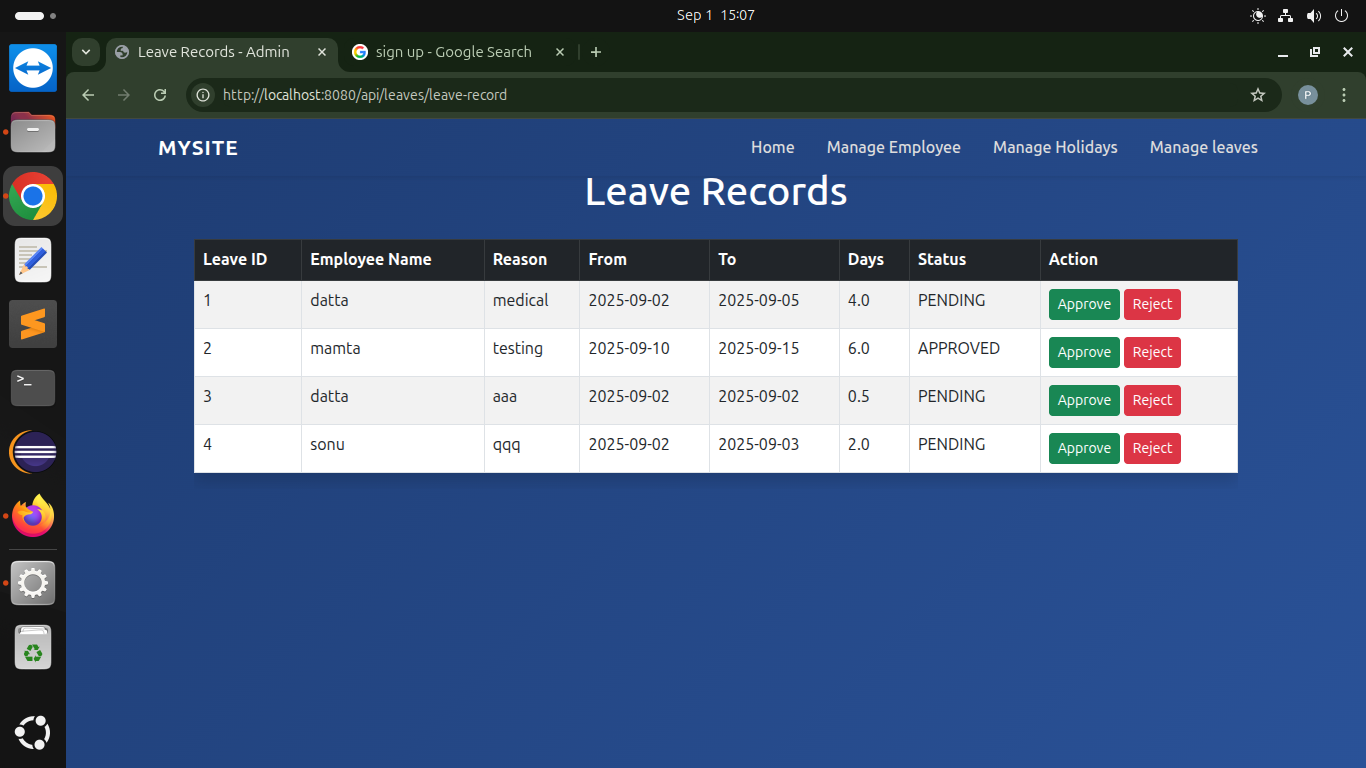 Sep 1 15:07
Leave Records - Admin
sign up - Google Search
http://localhost:8080/api/leaves/leave-record
P
MYSITE Home Manage Employee Manage Holidays Manage leaves
Leave Records
Leave ID Employee Name Reason From To Days Status Action
1 datta medical 2025-09-02 2025-09-05 4.0 PENDING Approve Reject
2 mamta testing 2025-09-10 2025-09-15 6.0 APPROVED Approve Reject
3 datta aaa 2025-09-02 2025-09-02 0.5 PENDING Approve Reject
4 sonu qqq 2025-09-02 2025-09-03 2.0 PENDING Approve Reject